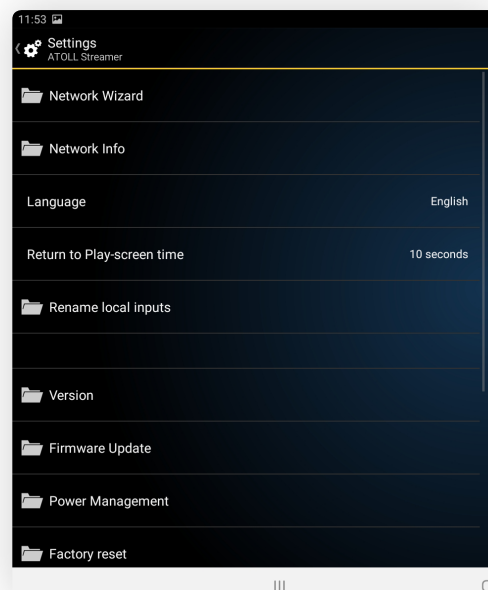 11:53
Settings
ATOLL Streamer
Network Wizard
Network Info
Language English
Return to Play-screen time 10 seconds
Rename local inputs
Version
Firmware Update
Power Management
Factory reset